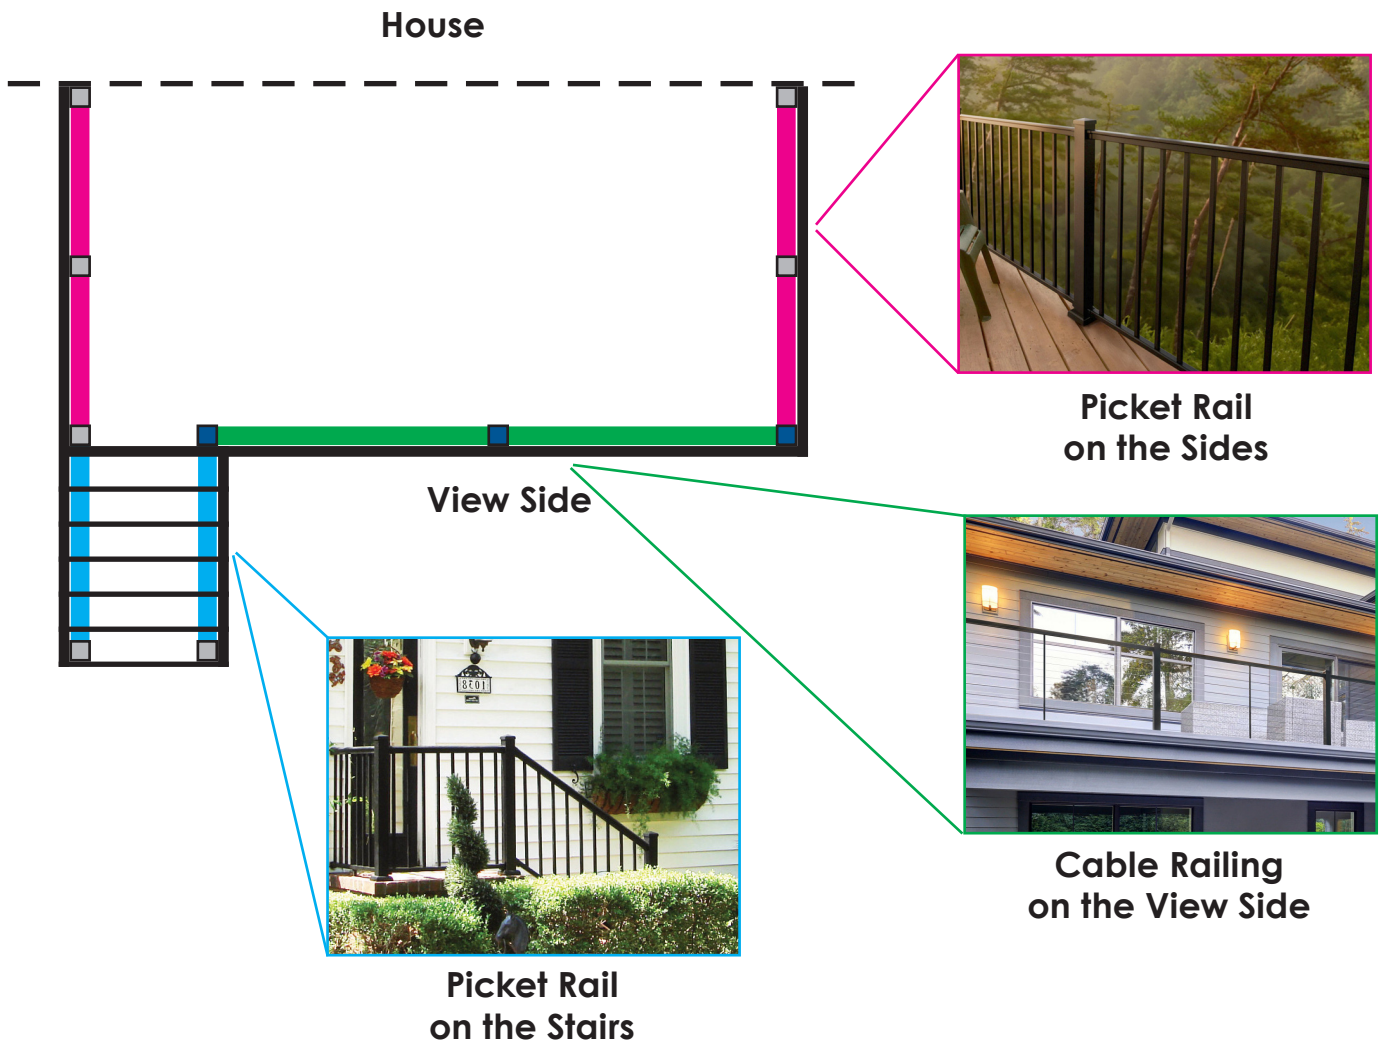 House
Picket Rail
on the Sides
View Side
Cable Railing
on the View Side
Picket Rail
on the Stairs